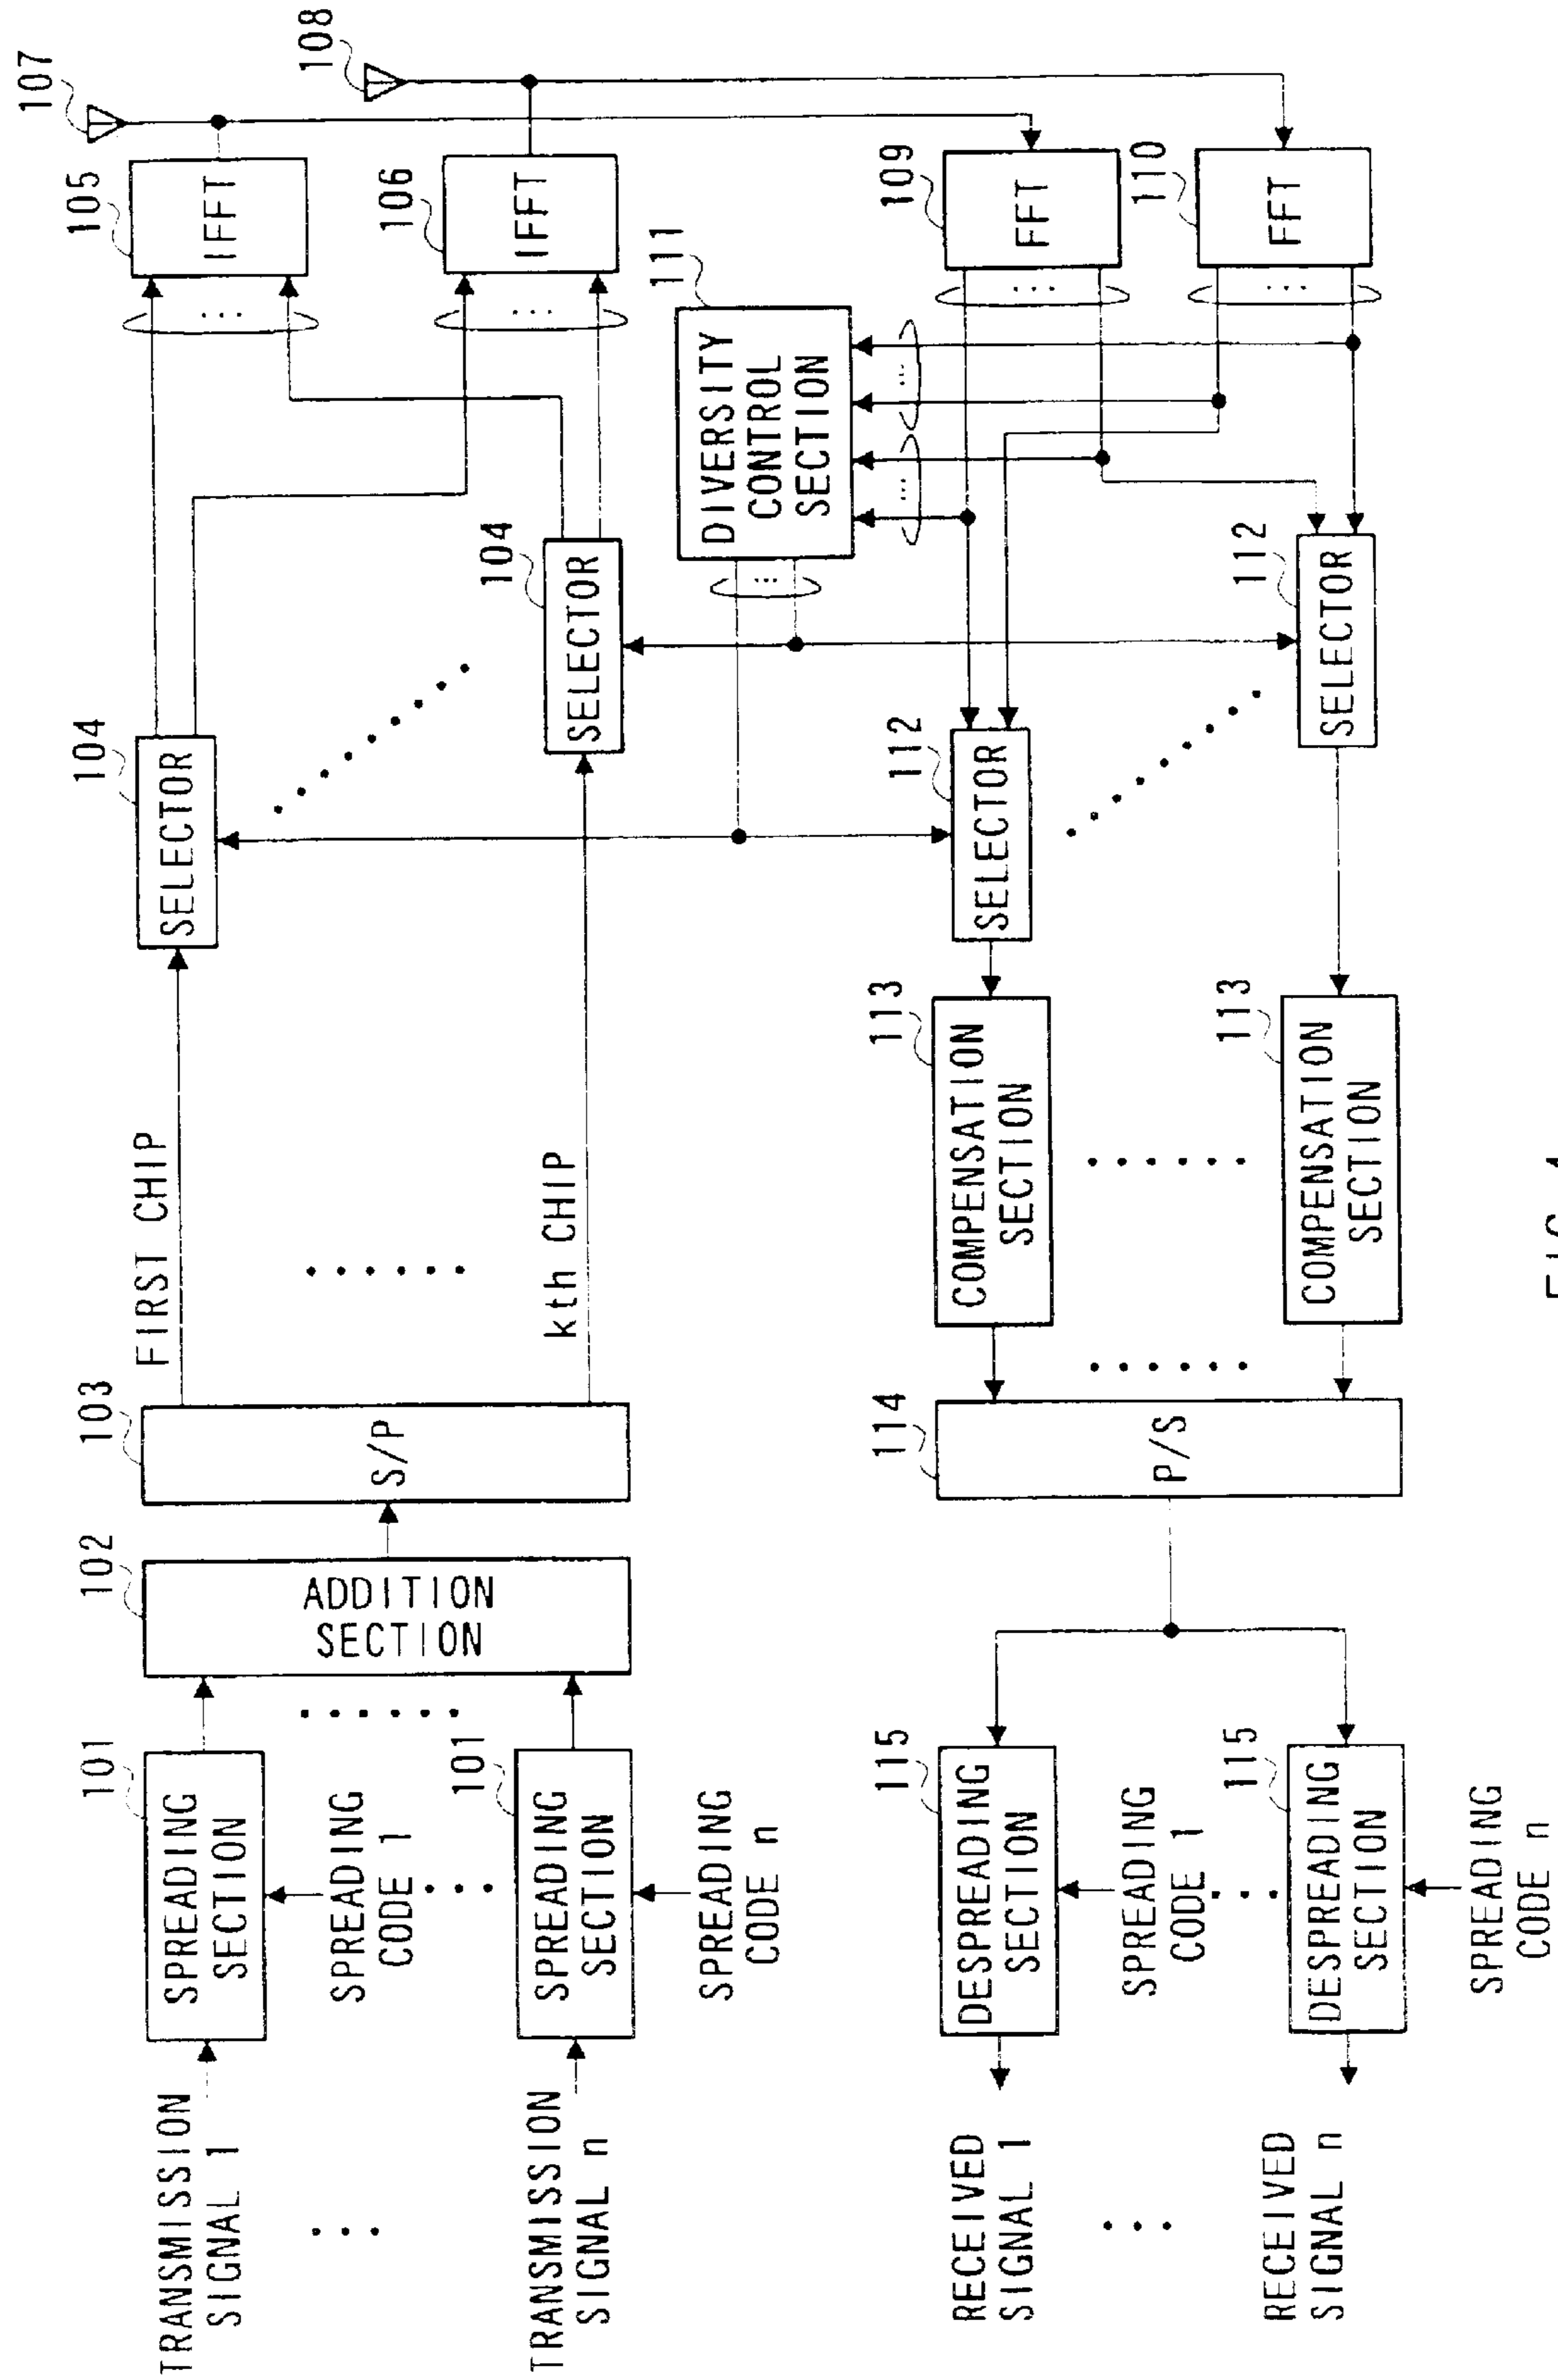 TRANSMISSION
SIGNAL 1
TRANSMISSION
SIGNAL n
101
SPREADING
SECTION
SPREADING
CODE 1
101
SPREADING
SECTION
SPREADING
CODE n
102
ADDITION
SECTION
103
S/P
FIRST CHIP
kth CHIP
104
SELECTOR
104
SELECTOR
105
IFFT
106
IFFT
107
108
111
DIVERSITY
CONTROL
SECTION
109
FFT
110
FFT
112
SELECTOR
112
SELECTOR
113
COMPENSATION
SECTION
113
COMPENSATION
SECTION
114
P/S
115
DESPREADING
SECTION
SPREADING
CODE 1
115
DESPREADING
SECTION
SPREADING
CODE n
RECEIVED
SIGNAL 1
RECEIVED
SIGNAL n